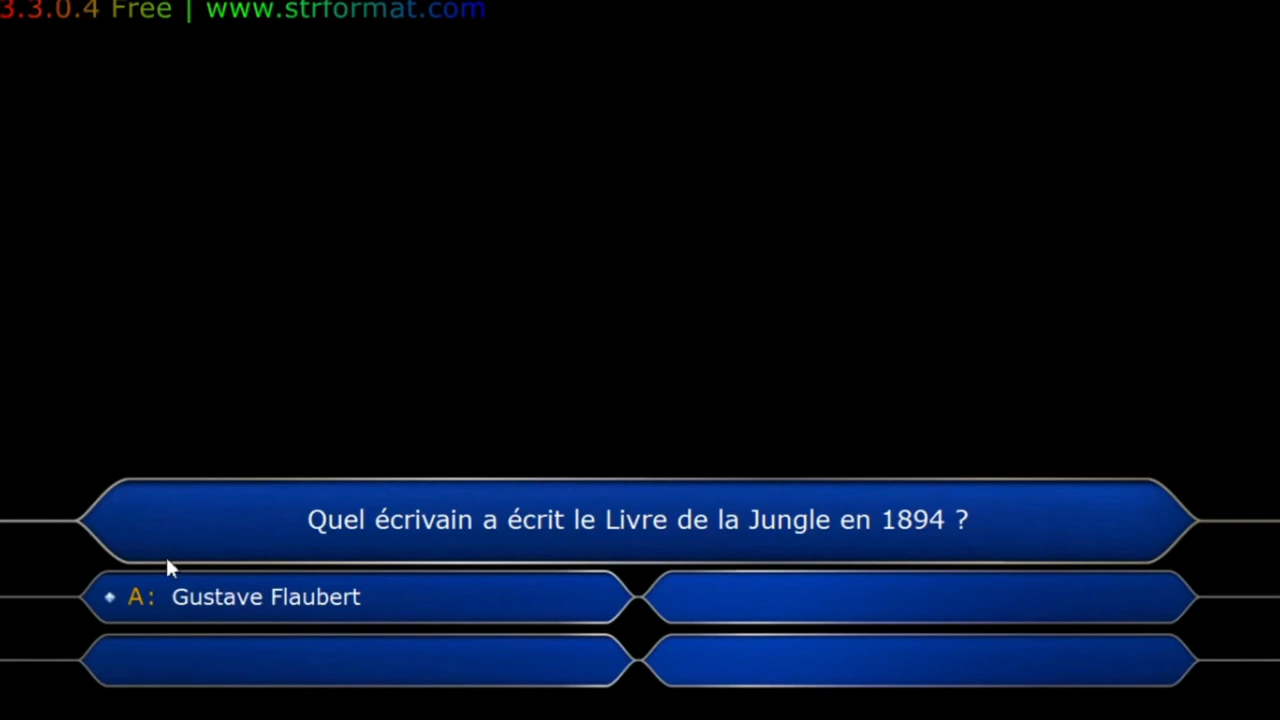 3.3.0.4 Free | www.strformat.com
Quel écrivain a écrit le Livre de la Jungle en 1894 ?
A: Gustave Flaubert